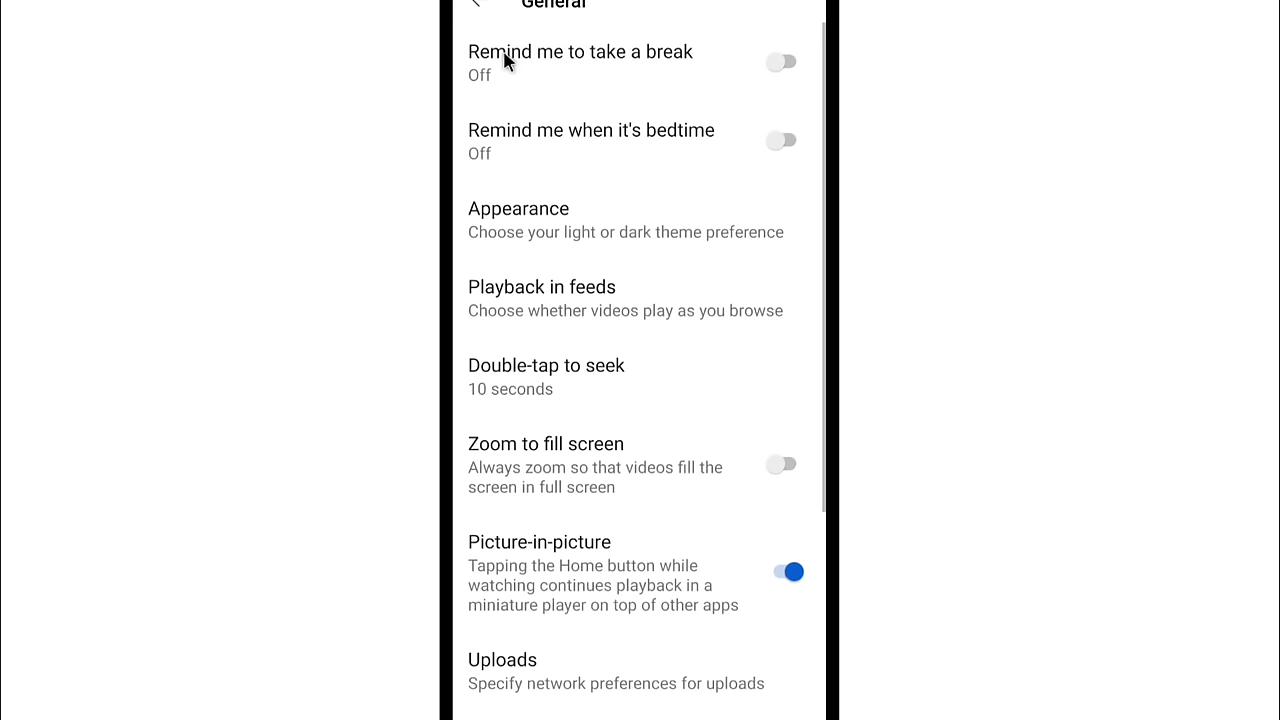 General
Remind me to take a break
Off
Remind me when it's bedtime
Off
Appearance
Choose your light or dark theme preference
Playback in feeds
Choose whether videos play as you browse
Double-tap to seek
10 seconds
Zoom to fill screen
Always zoom so that videos fill the
screen in full screen
Picture-in-picture
Tapping the Home button while
watching continues playback in a
miniature player on top of other apps
Uploads
Specify network preferences for uploads